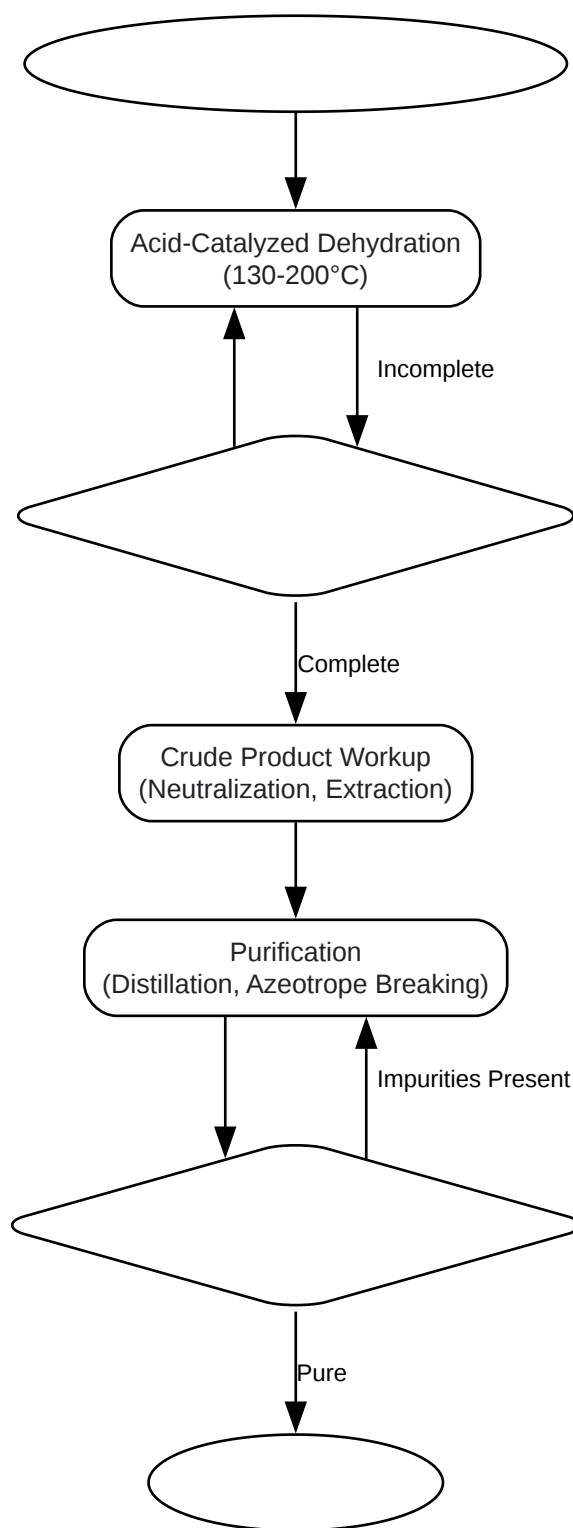 Acid-Catalyzed Dehydration
(130-200°C)
Incomplete
Complete
Crude Product Workup
(Neutralization, Extraction)
Purification
(Distillation, Azeotrope Breaking)
Impurities Present
Pure